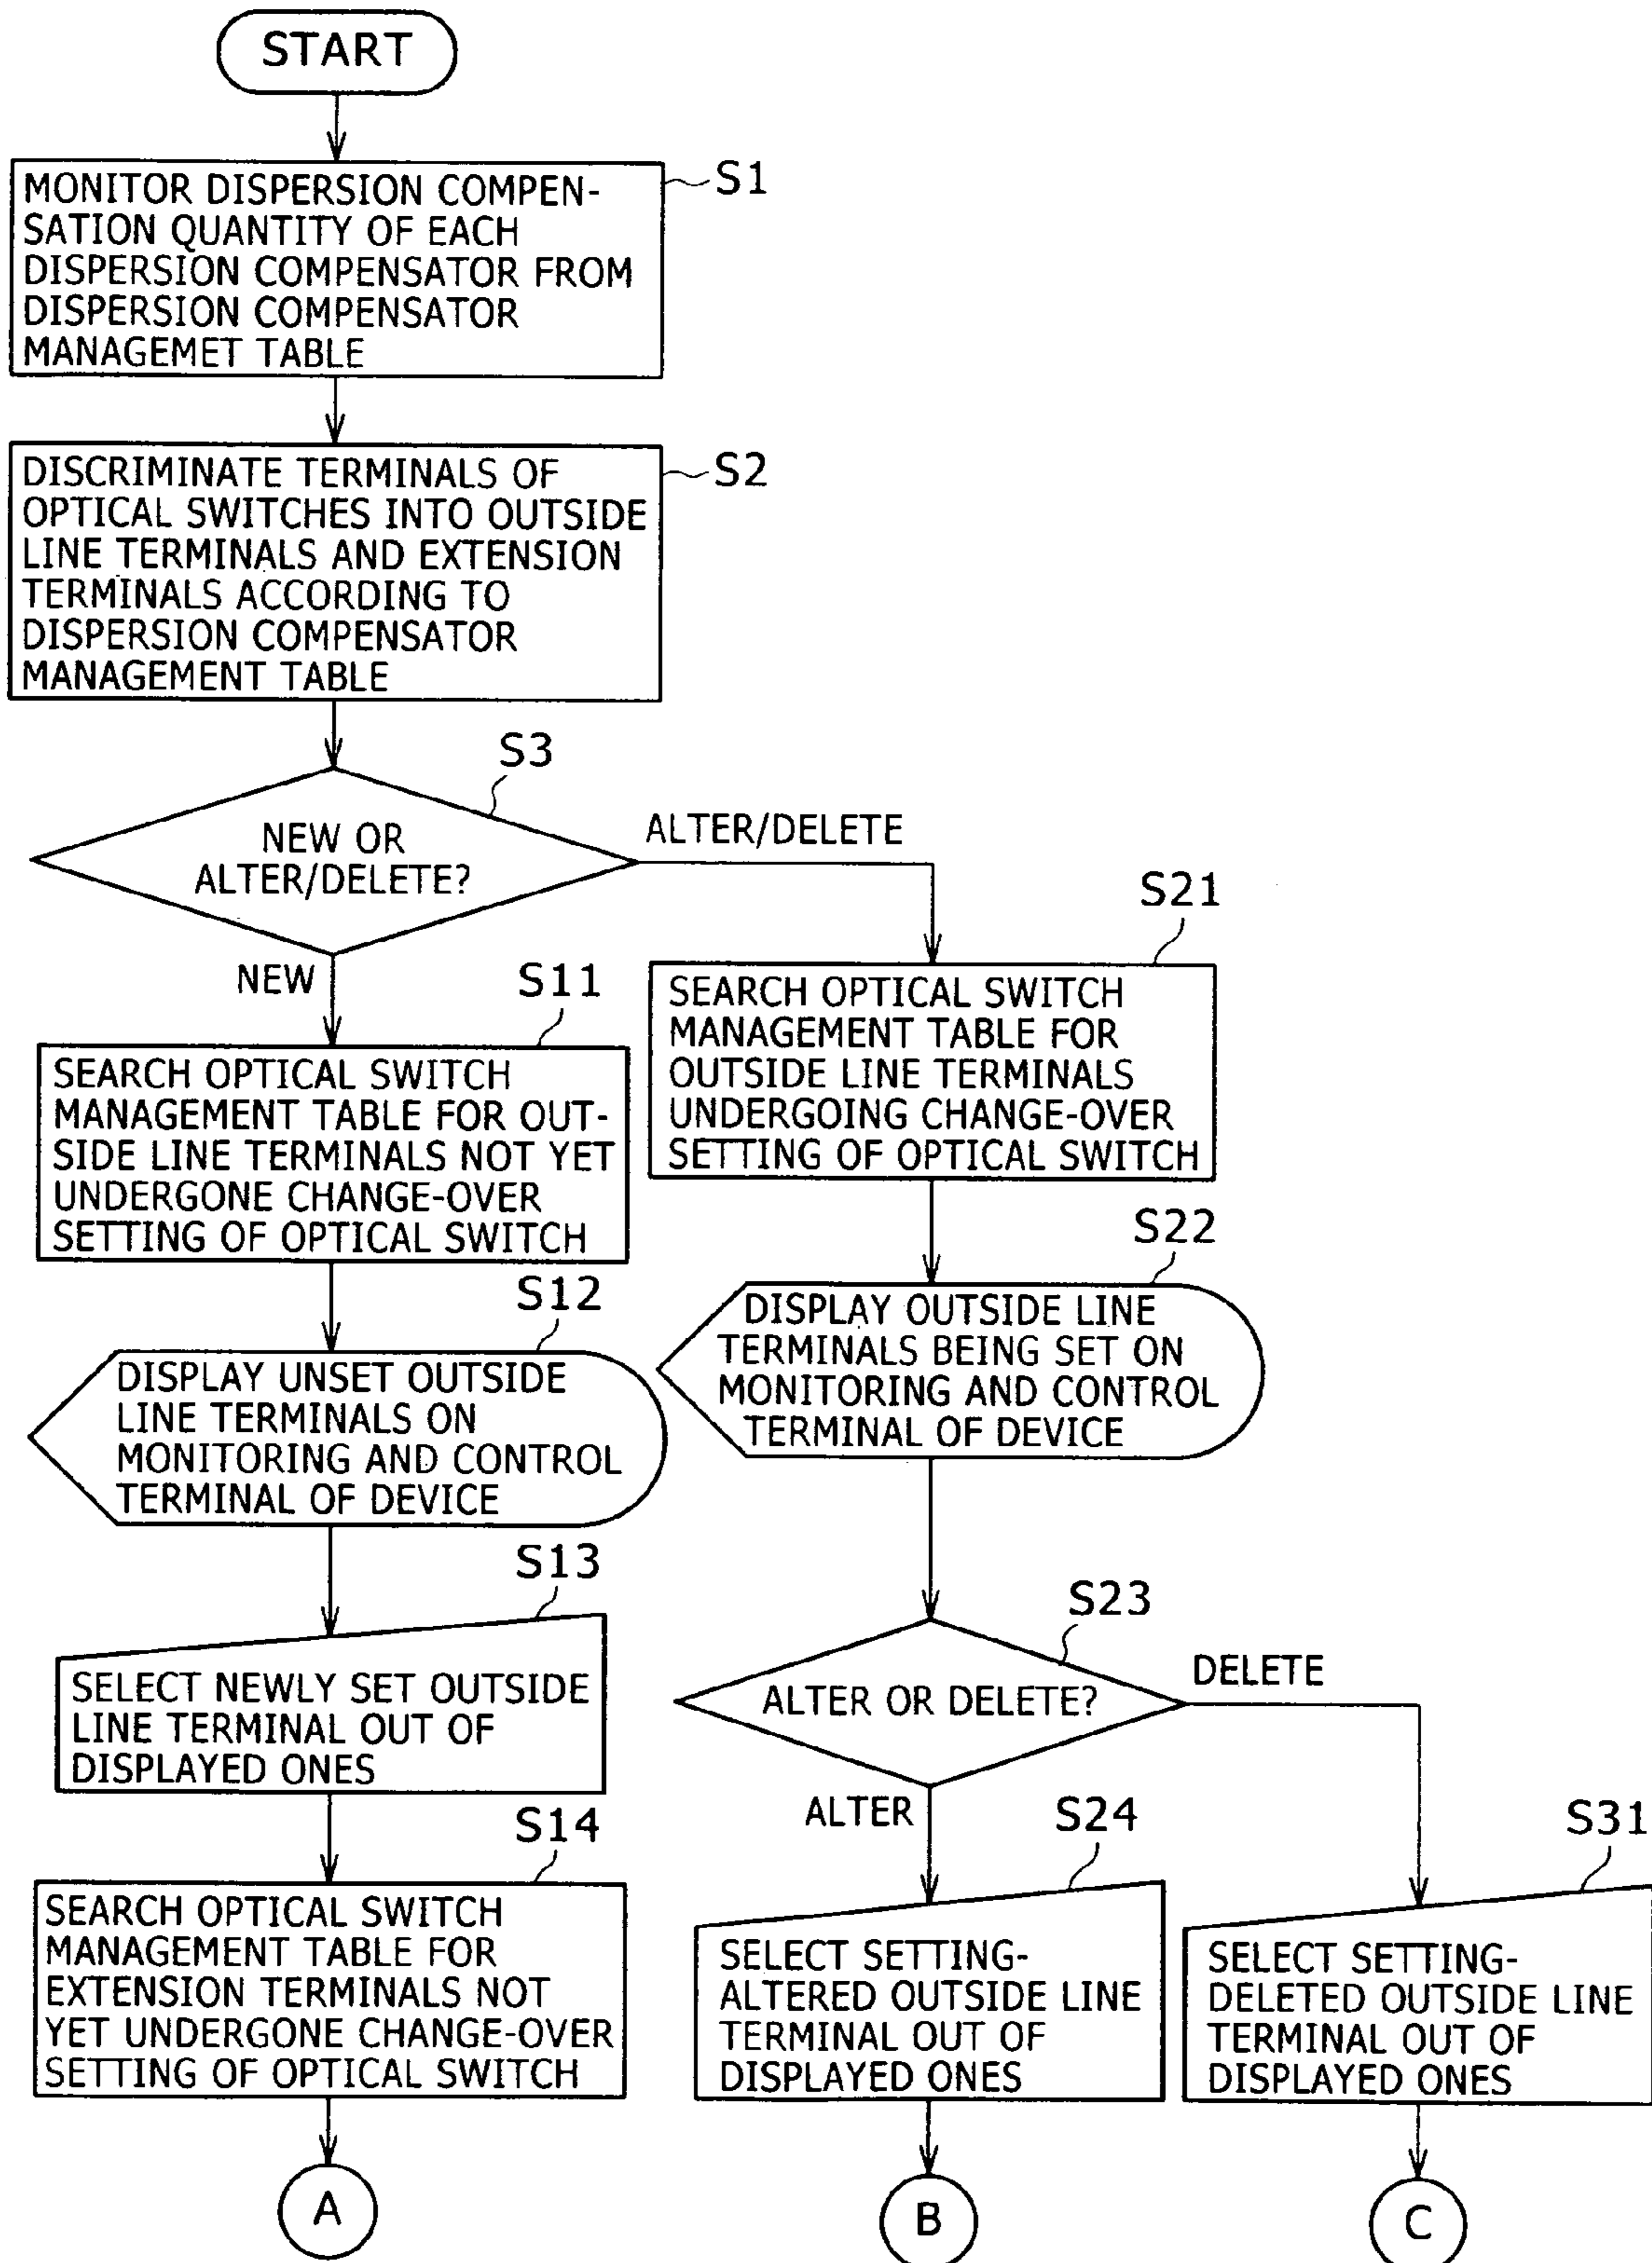 START
S1
MONITOR DISPERSION COMPEN-
SATION QUANTITY OF EACH
DISPERSION COMPENSATOR FROM
DISPERSION COMPENSATOR
MANAGEMET TABLE
S2
DISCRIMINATE TERMINALS OF
OPTICAL SWITCHES INTO OUTSIDE
LINE TERMINALS AND EXTENSION
TERMINALS ACCORDING TO
DISPERSION COMPENSATOR
MANAGEMENT TABLE
S3
NEW OR
ALTER/DELETE?
ALTER/DELETE
NEW
S11
SEARCH OPTICAL SWITCH
MANAGEMENT TABLE FOR OUT-
SIDE LINE TERMINALS NOT YET
UNDERGONE CHANGE-OVER
SETTING OF OPTICAL SWITCH
S12
DISPLAY UNSET OUTSIDE
LINE TERMINALS ON
MONITORING AND CONTROL
TERMINAL OF DEVICE
S13
SELECT NEWLY SET OUTSIDE
LINE TERMINAL OUT OF
DISPLAYED ONES
S14
SEARCH OPTICAL SWITCH
MANAGEMENT TABLE FOR
EXTENSION TERMINALS NOT
YET UNDERGONE CHANGE-OVER
SETTING OF OPTICAL SWITCH
A
S21
SEARCH OPTICAL SWITCH
MANAGEMENT TABLE FOR
OUTSIDE LINE TERMINALS
UNDERGOING CHANGE-OVER
SETTING OF OPTICAL SWITCH
S22
DISPLAY OUTSIDE LINE
TERMINALS BEING SET ON
MONITORING AND CONTROL
TERMINAL OF DEVICE
S23
ALTER OR DELETE?
DELETE
ALTER
S24
SELECT SETTING-
ALTERED OUTSIDE LINE
TERMINAL OUT OF
DISPLAYED ONES
B
S31
SELECT SETTING-
DELETED OUTSIDE LINE
TERMINAL OUT OF
DISPLAYED ONES
C